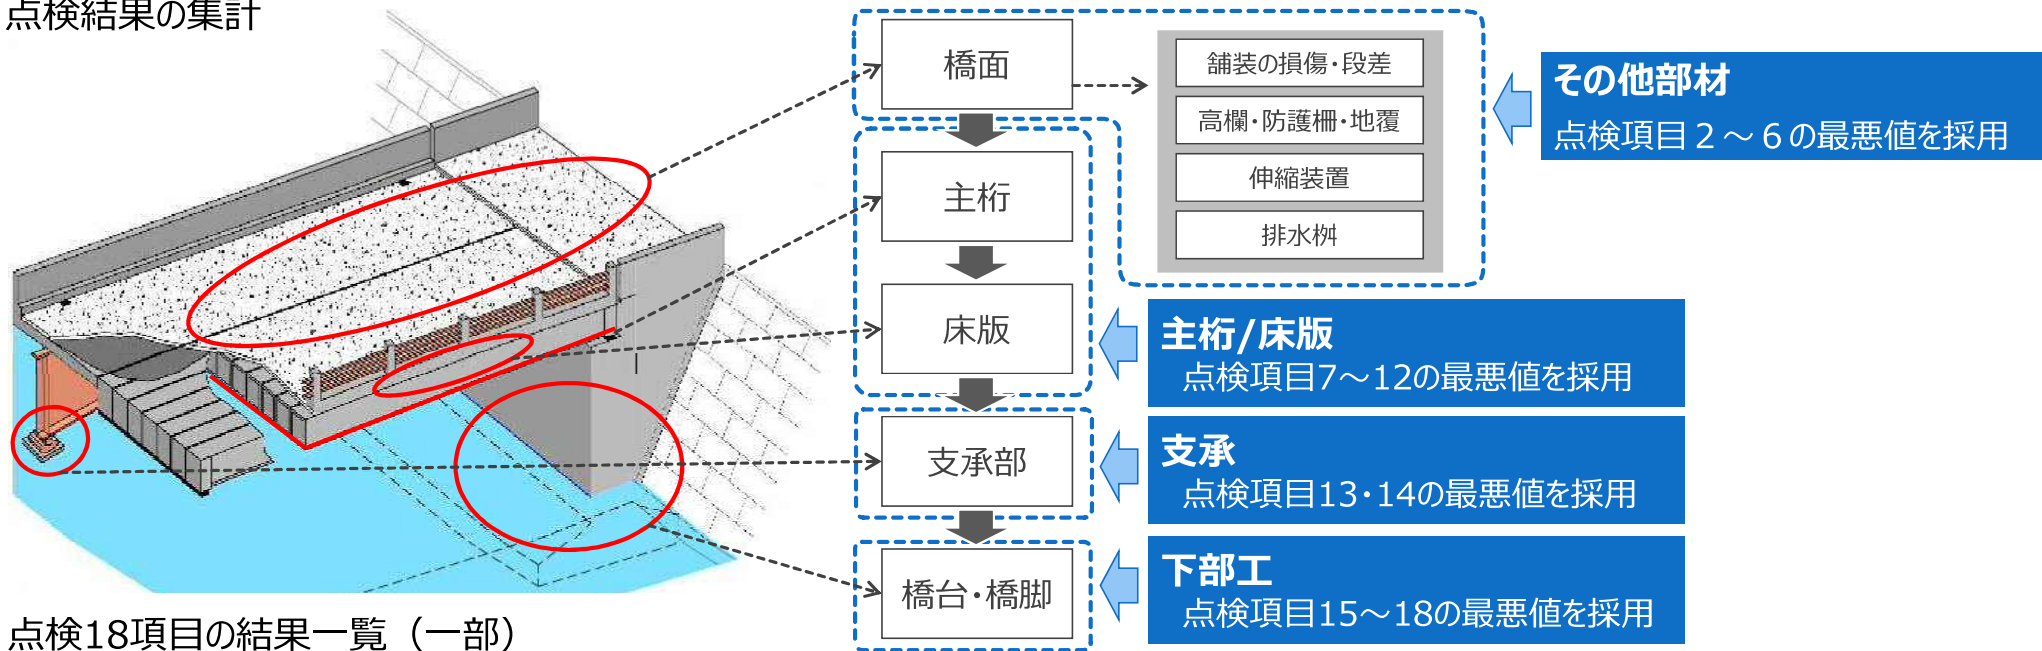 点検結果の集計
橋面
舗装の損傷・段差
高欄・防護柵・地覆
伸縮装置
排水桝
その他部材
点検項目２～６の最悪値を採用
主桁
床版
主桁/床版
点検項目7～12の最悪値を採用
支承部
支承
点検項目13・14の最悪値を採用
橋台・橋脚
下部工
点検項目15～18の最悪値を採用
点検18項目の結果一覧（一部）